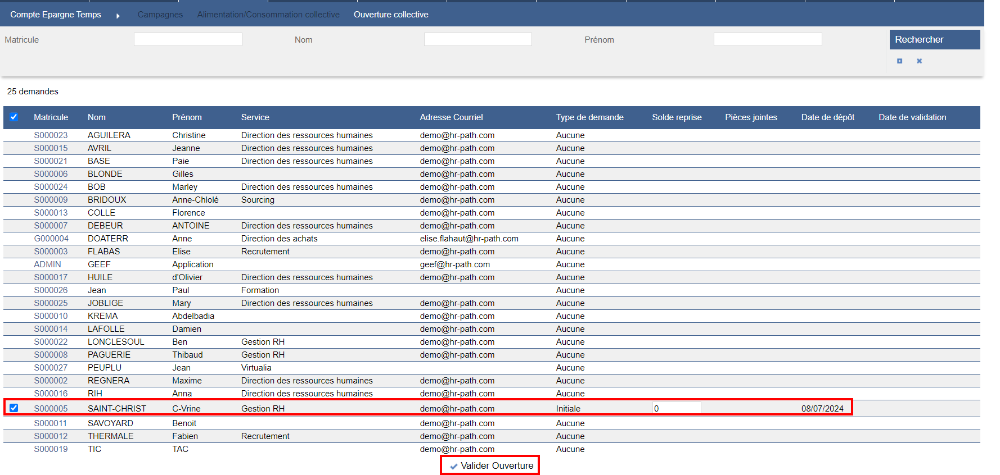 Compte Epargne Temps Campagnes Alimentation/Consommation collective Ouverture collective
Matricule Nom Prénom Rechercher
25 demandes
Matricule Nom Prénom Service Adresse Courriel Type de demande Solde reprise Pièces jointes Date de dépôt Date de validation
S000023 AGUILERA Christine Direction des ressources humaines demo@hr-path.com Aucune
S000015 AVRIL Jeanne Direction des ressources humaines demo@hr-path.com Aucune
S000021 BASE Paie Direction des ressources humaines demo@hr-path.com Aucune
S000006 BLONDE Gilles demo@hr-path.com Aucune
S000024 BOB Marley Direction des ressources humaines demo@hr-path.com Aucune
S000009 BRIDOUX Anne-Chlolé Sourcing demo@hr-path.com Aucune
S000013 COLLE Florence demo@hr-path.com Aucune
S000007 DEBEUR ANTOINE Direction des ressources humaines demo@hr-path.com Aucune
G000004 DOATERR Anne Direction des achats elise.flahaut@hr-path.com Aucune
S000003 FLABAS Elise Recrutement demo@hr-path.com Aucune
ADMIN GEEF Application geef@hr-path.com Aucune
S000017 HUILE d'Olivier Direction des ressources humaines demo@hr-path.com Aucune
S000026 Jean Paul Formation Aucune
S000025 JOBLIGE Mary Direction des ressources humaines demo@hr-path.com Aucune
S000010 KREMA Abdelbadia demo@hr-path.com Aucune
S000014 LAFOLLE Damien demo@hr-path.com Aucune
S000022 LONCLESOUL Ben Gestion RH demo@hr-path.com Aucune
S000008 PAGUERIE Thibaud Gestion RH demo@hr-path.com Aucune
S000027 PEUPLU Jean Virtualia Aucune
S000002 REGNERA Maxime Direction des ressources humaines demo@hr-path.com Aucune
S000016 RIH Anna Direction des ressources humaines demo@hr-path.com Aucune
S000005 SAINT-CHRIST C-Vrine Gestion RH demo@hr-path.com Initiale 0 08/07/2024
S000011 SAVOYARD Benoit demo@hr-path.com Aucune
S000012 THERMALE Fabien Recrutement demo@hr-path.com Aucune
S000019 TIC TAC demo@hr-path.com Aucune
Valider Ouverture